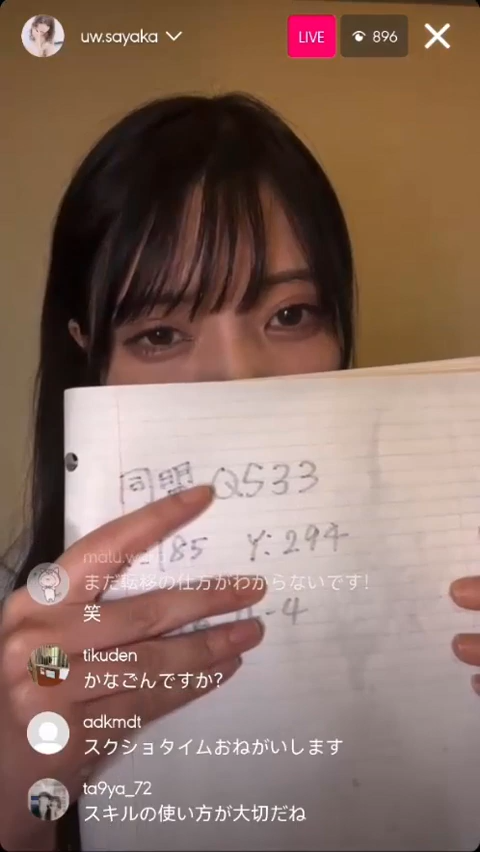 uw.sayaka
LIVE
896
同盟 Q533
185 Y: 294
-4
まだ転移の仕方がわからないです!
笑
tikuden
かなごんですか?
adkmdt
スクショタイムおねがいします
ta9ya_72
スキルの使い方が大切だね